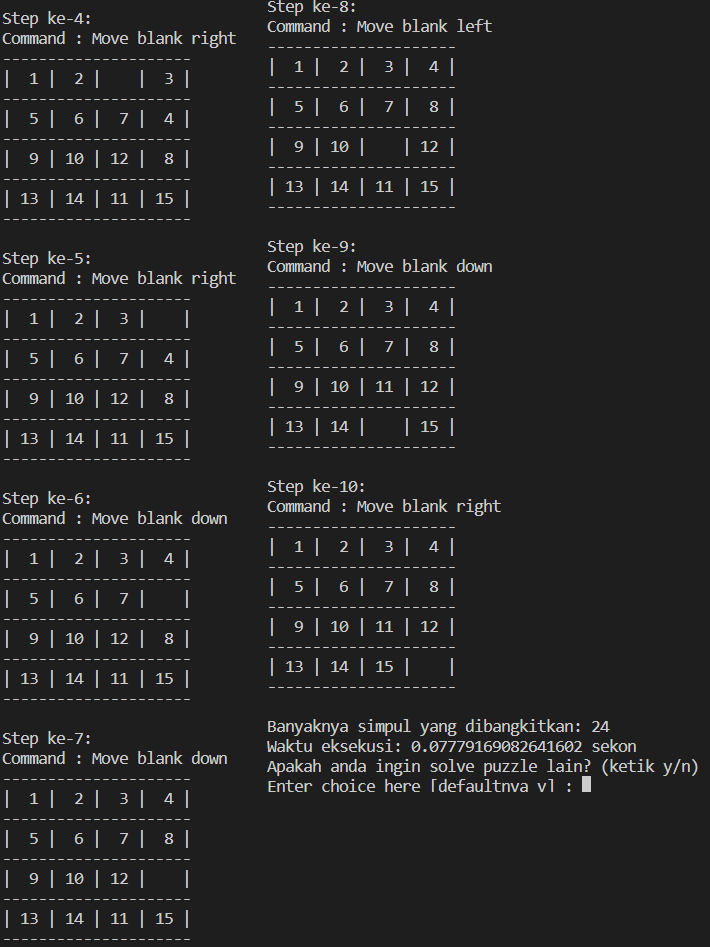 Step ke-4:
Command : Move blank right
---------------------
|  1 |  2 |    |  3 |
---------------------
|  5 |  6 |  7 |  4 |
---------------------
|  9 | 10 | 12 |  8 |
---------------------
| 13 | 14 | 11 | 15 |
---------------------
Step ke-5:
Command : Move blank right
---------------------
|  1 |  2 |  3 |    |
---------------------
|  5 |  6 |  7 |  4 |
---------------------
|  9 | 10 | 12 |  8 |
---------------------
| 13 | 14 | 11 | 15 |
---------------------
Step ke-6:
Command : Move blank down
---------------------
|  1 |  2 |  3 |  4 |
---------------------
|  5 |  6 |  7 |    |
---------------------
|  9 | 10 | 12 |  8 |
---------------------
| 13 | 14 | 11 | 15 |
---------------------
Step ke-7:
Command : Move blank down
---------------------
|  1 |  2 |  3 |  4 |
---------------------
|  5 |  6 |  7 |  8 |
---------------------
|  9 | 10 | 12 |    |
---------------------
| 13 | 14 | 11 | 15 |
---------------------
Step ke-8:
Command : Move blank left
---------------------
|  1 |  2 |  3 |  4 |
---------------------
|  5 |  6 |  7 |  8 |
---------------------
|  9 | 10 |    | 12 |
---------------------
| 13 | 14 | 11 | 15 |
---------------------
Step ke-9:
Command : Move blank down
---------------------
|  1 |  2 |  3 |  4 |
---------------------
|  5 |  6 |  7 |  8 |
---------------------
|  9 | 10 | 11 | 12 |
---------------------
| 13 | 14 |    | 15 |
---------------------
Step ke-10:
Command : Move blank right
---------------------
|  1 |  2 |  3 |  4 |
---------------------
|  5 |  6 |  7 |  8 |
---------------------
|  9 | 10 | 11 | 12 |
---------------------
| 13 | 14 | 15 |    |
---------------------
Banyaknya simpul yang dibangkitkan: 24
Waktu eksekusi: 0.07779169082641602 sekon
Apakah anda ingin solve puzzle lain? (ketik y/n)
Enter choice here [defaultnya y] :